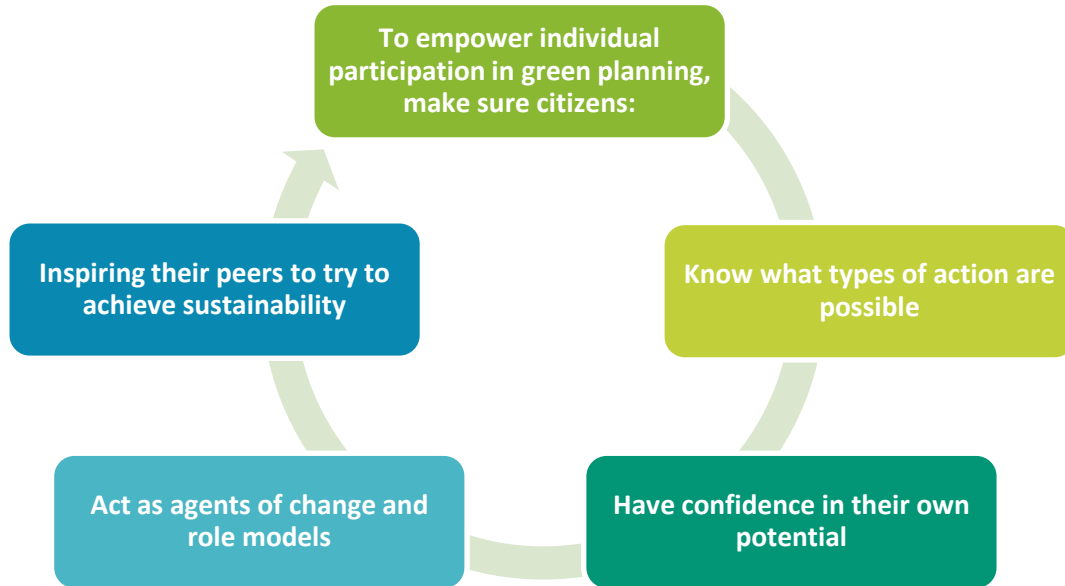 To empower individual
participation in green planning,
make sure citizens:
Know what types of action are
possible
Have confidence in their own
potential
Act as agents of change and
role models
Inspiring their peers to try to
achieve sustainability